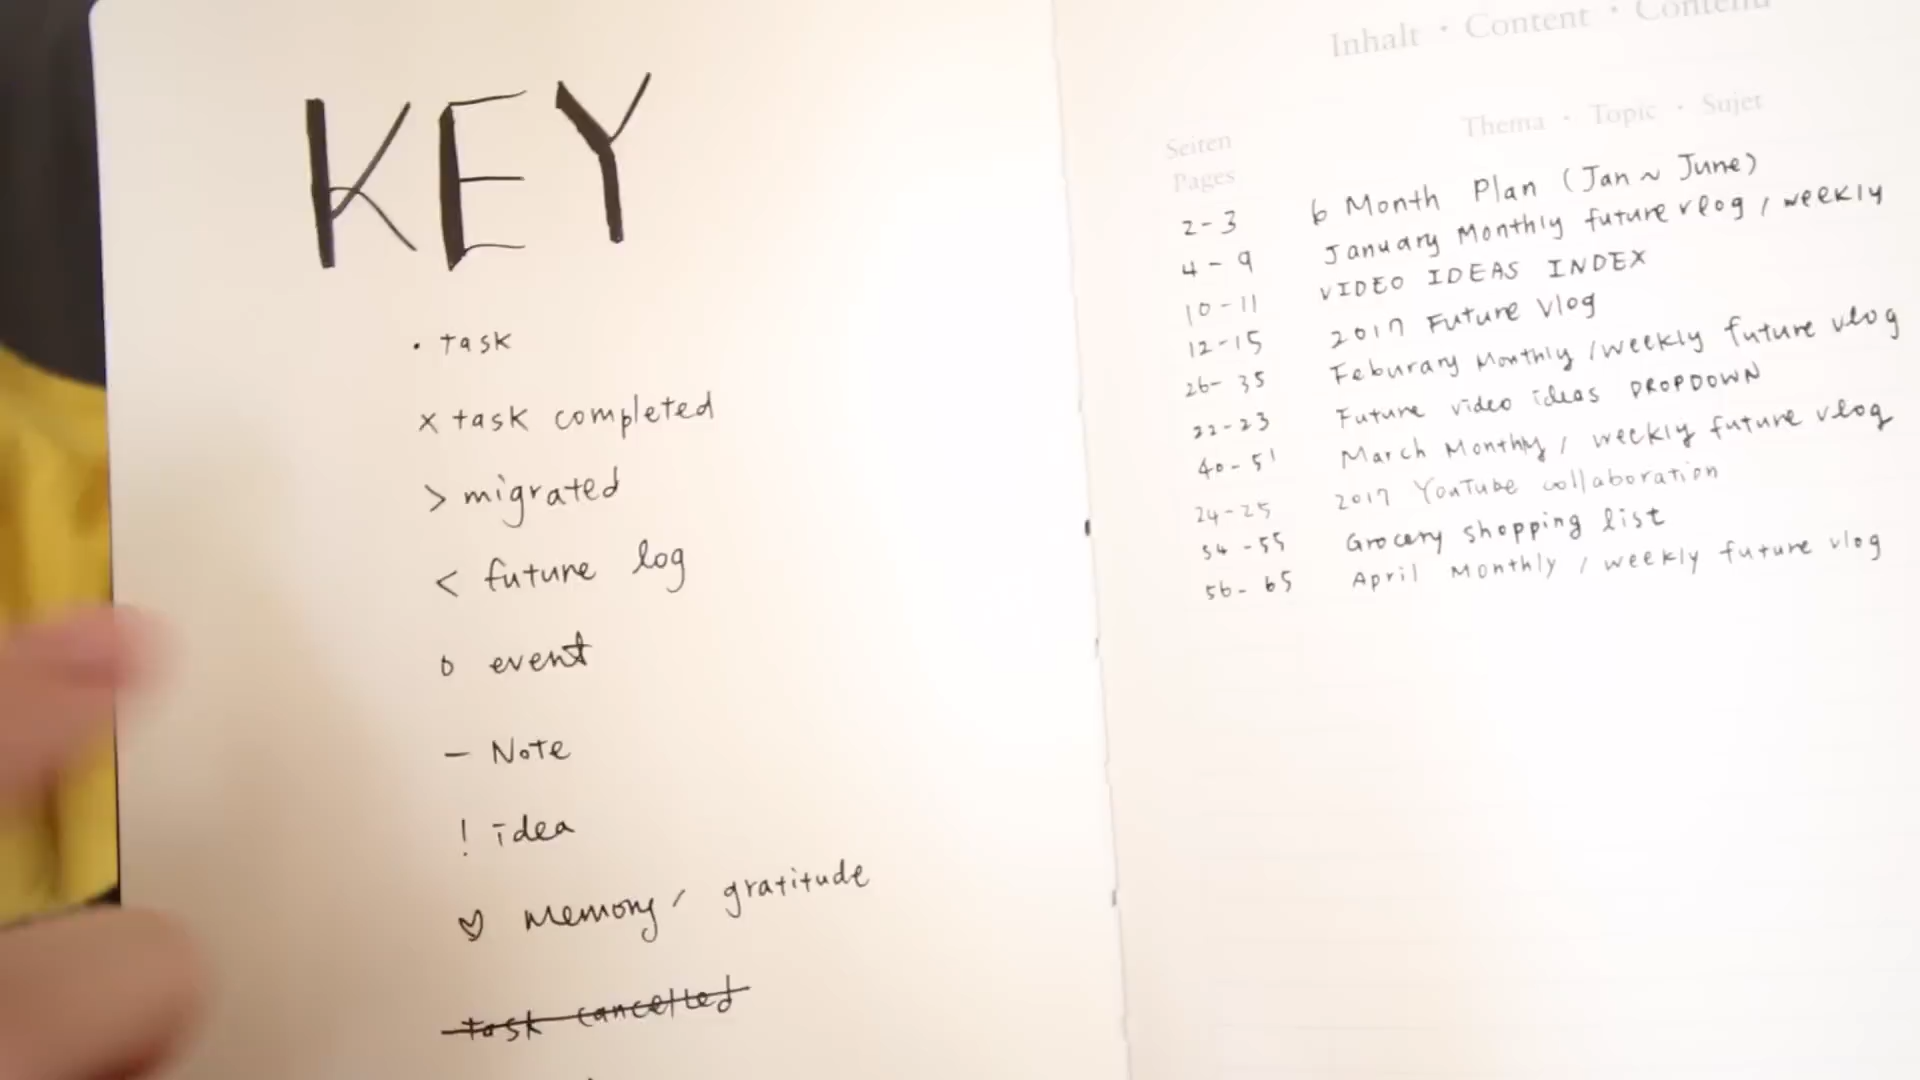 KEY
• task
x task completed
> migrated
< future log
o event
– Note
! idea
♡ Memory / gratitude
task cancelled
Inhalt • Content • Contenu
Thema • Topic • Sujet
Seiten
Pages
2-3 6 Month Plan (Jan ~ June)
4-9 January Monthly future vlog / weekly
10-11 VIDEO IDEAS INDEX
12-15 2017 Future Vlog
26-35 Feburary Monthly / weekly future vlog
22-23 Future video ideas DROPDOWN
40-51 March Monthly / weekly future vlog
24-25 2017 YouTube collaboration
54-55 Grocery shopping list
56-65 April Monthly / weekly future vlog